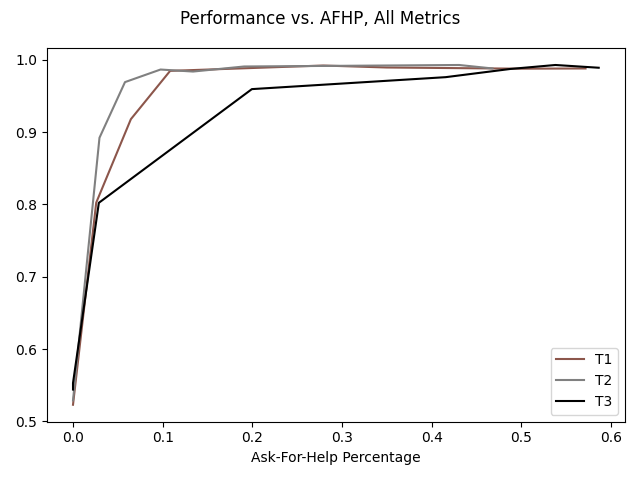 Performance vs. AFHP, All Metrics
1.0
0.9
0.8
0.7
0.6
0.5
0.0 0.1 0.2 0.3 0.4 0.5 0.6
Ask-For-Help Percentage
T1
T2
T3